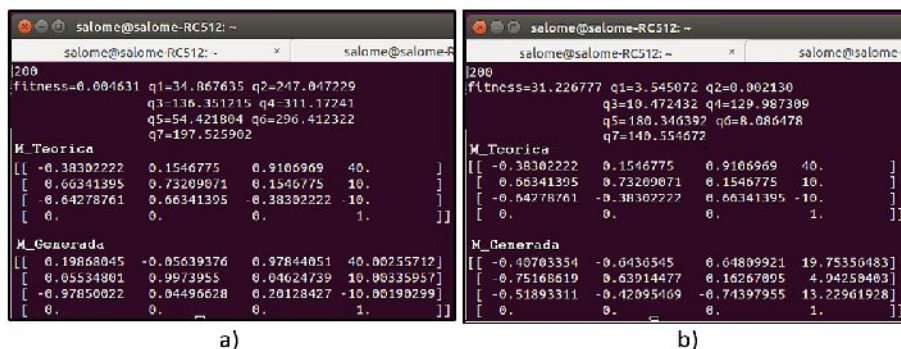 salome@salome-RC512: ~
salome@salome-RC512: ~ × salome@salome-R
200
fitness=0.004631 q1=34.867635 q2=247.047229
q3=136.351215 q4=311.17241
q5=54.421804 q6=296.412322
q7=197.525902
M_Teorica
[[ -0.38302222 0.1546775 0.9106969 40. ]
[ 0.66341395 0.73209071 0.1546775 10. ]
[ -0.64278761 0.66341395 -0.38302222 -10. ]
[ 0. 0. 0. 1. ]]
M_Generada
[[ 0.19868045 -0.05639376 0.97844051 40.00255712]
[ 0.05534801 0.9973955 0.04624739 10.00335957]
[ -0.97850022 0.04496628 0.20128427 -10.00190299]
[ 0. 0. 0. 1. ]]
a)
salome@salome-RC512: ~
salome@salome-RC512: ~ × salome@salome-
200
fitness=31.226777 q1=3.545072 q2=0.002130
q3=10.472432 q4=129.987309
q5=180.346392 q6=8.086478
q7=140.554672
M_Teorica
[[ -0.38302222 0.1546775 0.9106969 40. ]
[ 0.66341395 0.73209071 0.1546775 10. ]
[ -0.64278761 -0.38302222 0.66341395 -10. ]
[ 0. 0. 0. 1. ]]
M_Generada
[[ -0.40703354 -0.6436545 0.64809921 19.75356483]
[ -0.75168619 0.63914477 0.16267095 4.94250403]
[ -0.51893311 -0.42095469 -0.74397955 13.22961928]
[ 0. 0. 0. 1. ]]
b)